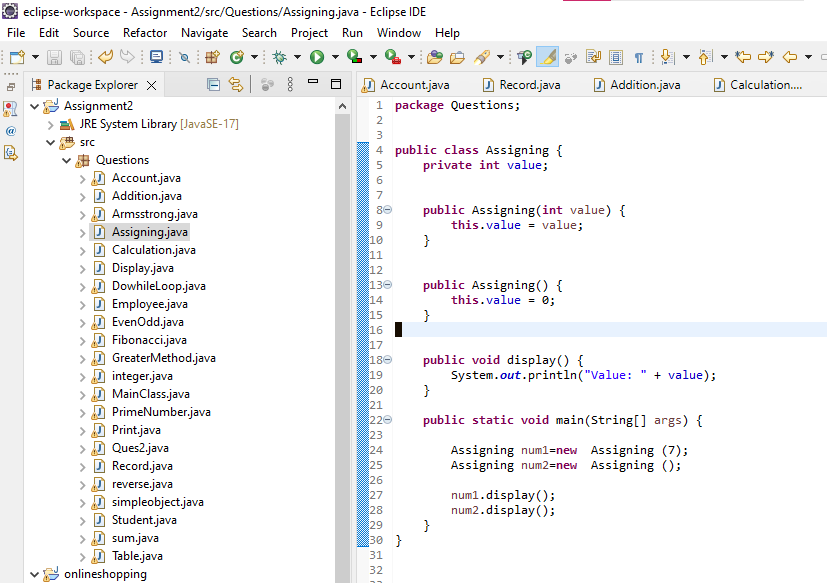 eclipse-workspace - Assignment2/src/Questions/Assigning.java - Eclipse IDE
File Edit Source Refactor Navigate Search Project Run Window Help
Package Explorer
Assignment2
JRE System Library [JavaSE-17]
src
Questions
Account.java
Addition.java
Armsstrong.java
Assigning.java
Calculation.java
Display.java
DowhileLoop.java
Employee.java
EvenOdd.java
Fibonacci.java
GreaterMethod.java
integer.java
MainClass.java
PrimeNumber.java
Print.java
Ques2.java
Record.java
reverse.java
simpleobject.java
Student.java
sum.java
Table.java
onlineshopping
Account.java Record.java Addition.java Calculation....
1 package Questions;
2
3
4 public class Assigning {
5 private int value;
6
7
8 public Assigning(int value) {
9 this.value = value;
10 }
11
12
13 public Assigning() {
14 this.value = 0;
15 }
16
17
18 public void display() {
19 System.out.println("Value: " + value);
20 }
21
22 public static void main(String[] args) {
23
24 Assigning num1=new  Assigning (7);
25 Assigning num2=new  Assigning ();
26
27 num1.display();
28 num2.display();
29 }
30 }
31
32